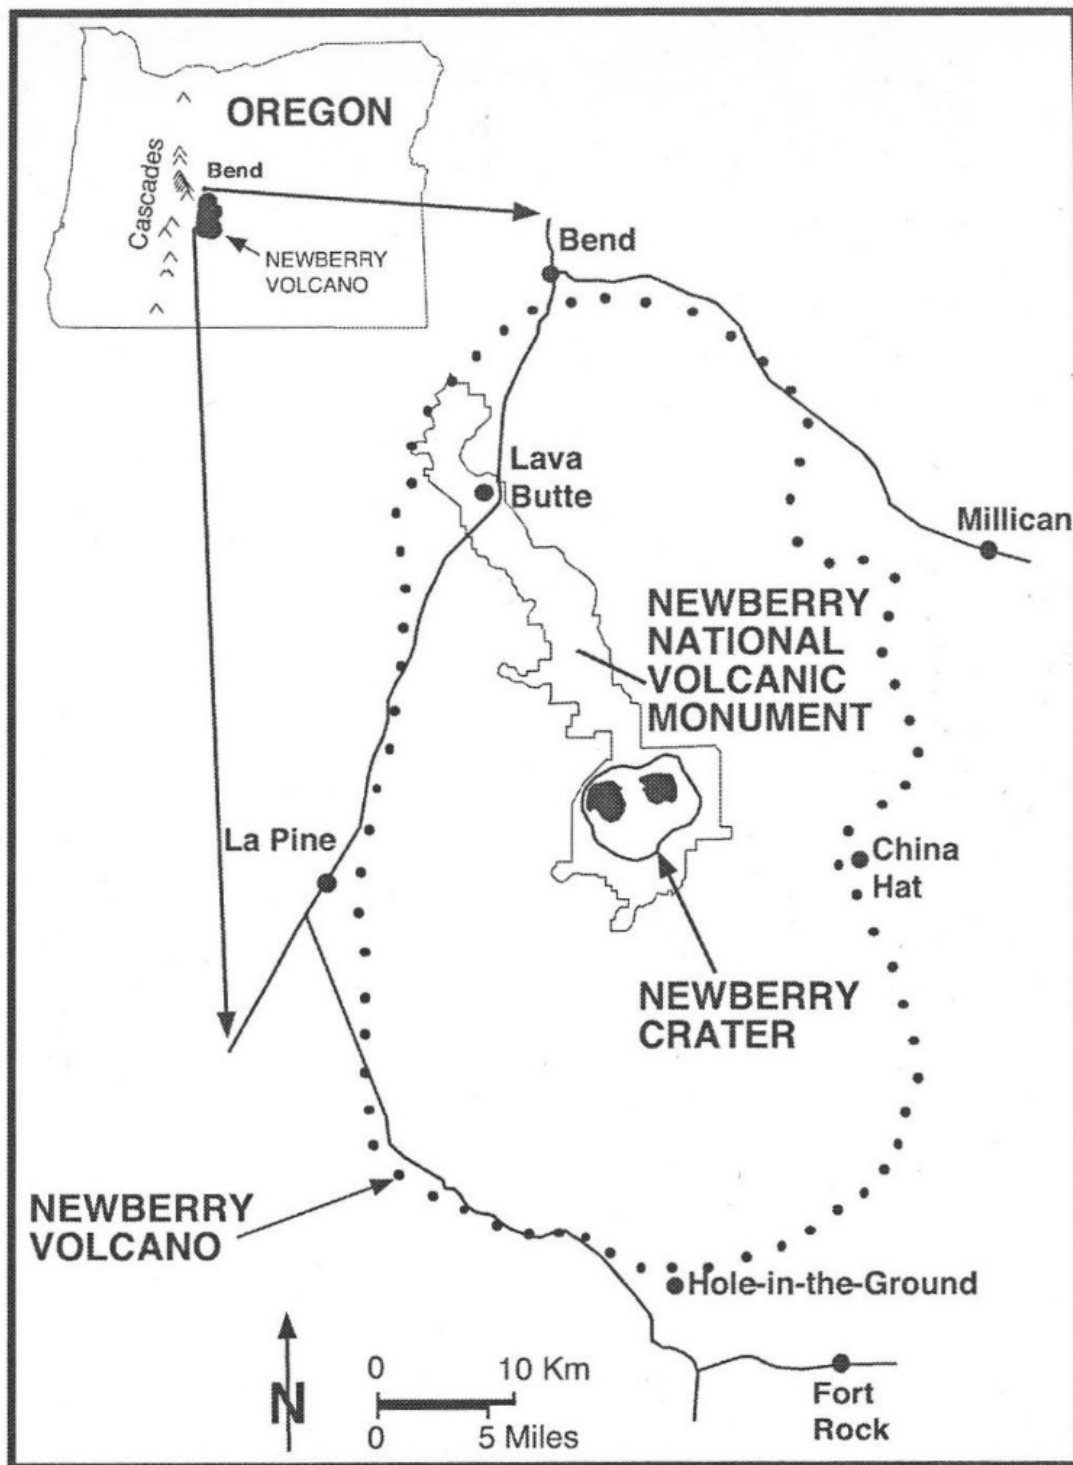 OREGON
Cascades
Bend
NEWBERRY
VOLCANO
Bend
Lava
Butte
Millican
NEWBERRY
NATIONAL
VOLCANIC
MONUMENT
La Pine
China
Hat
NEWBERRY
CRATER
NEWBERRY
VOLCANO
Hole-in-the-Ground
N
0 10 Km
0 5 Miles
Fort
Rock